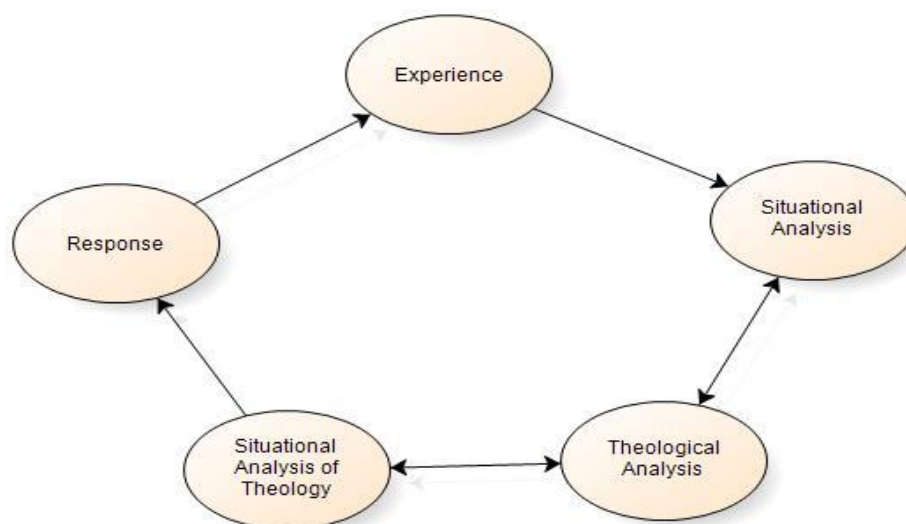 Experience
Situational
Analysis
Response
Theological
Analysis
Situational
Analysis of
Theology